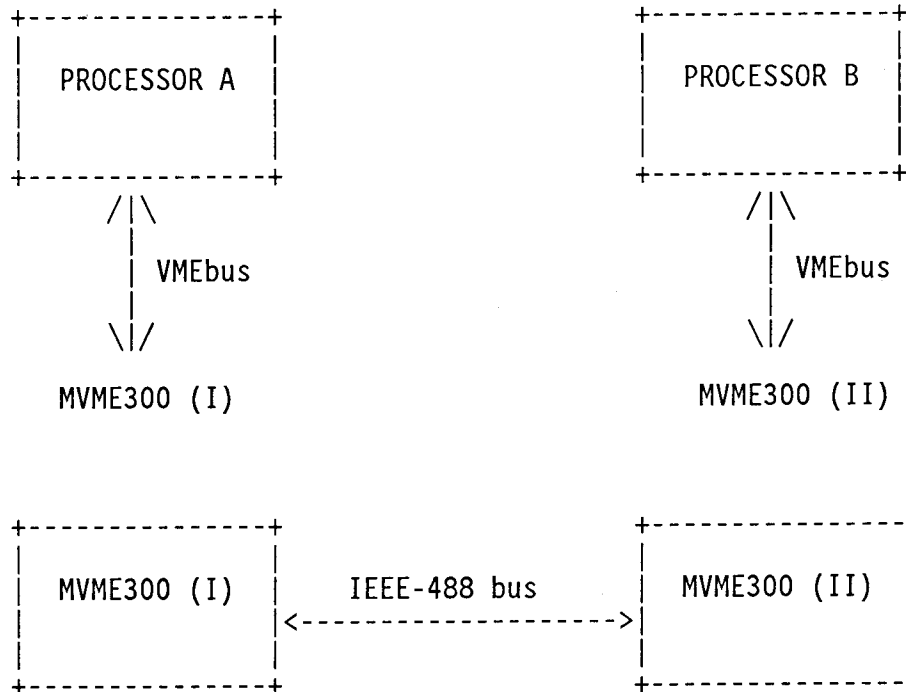 PROCESSOR A PROCESSOR B
VMEbus VMEbus
MVME300 (I) MVME300 (II)
IEEE-488 bus
MVME300 (I) MVME300 (II)